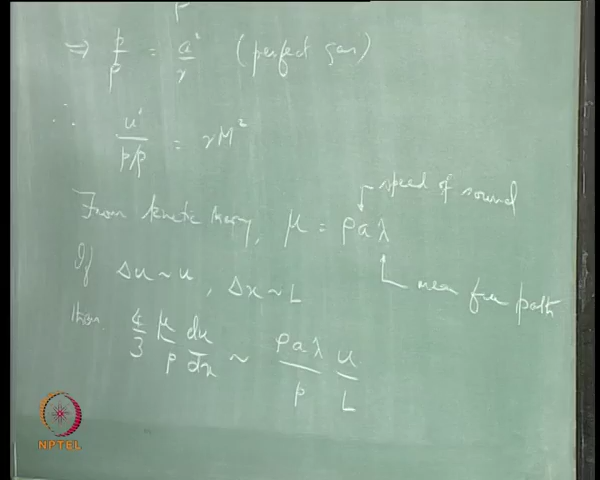 ⇒ p/ρ = a²/γ (perfect gas)
∴ u²/p/ρ = γM²
speed of sound
From kinetic theory, μ = ρaλ
mean free path
If Δu ~ u, Δx ~ L
then 4/3 μ/p du/dx ~ ρaλ/p u/L
NPTEL